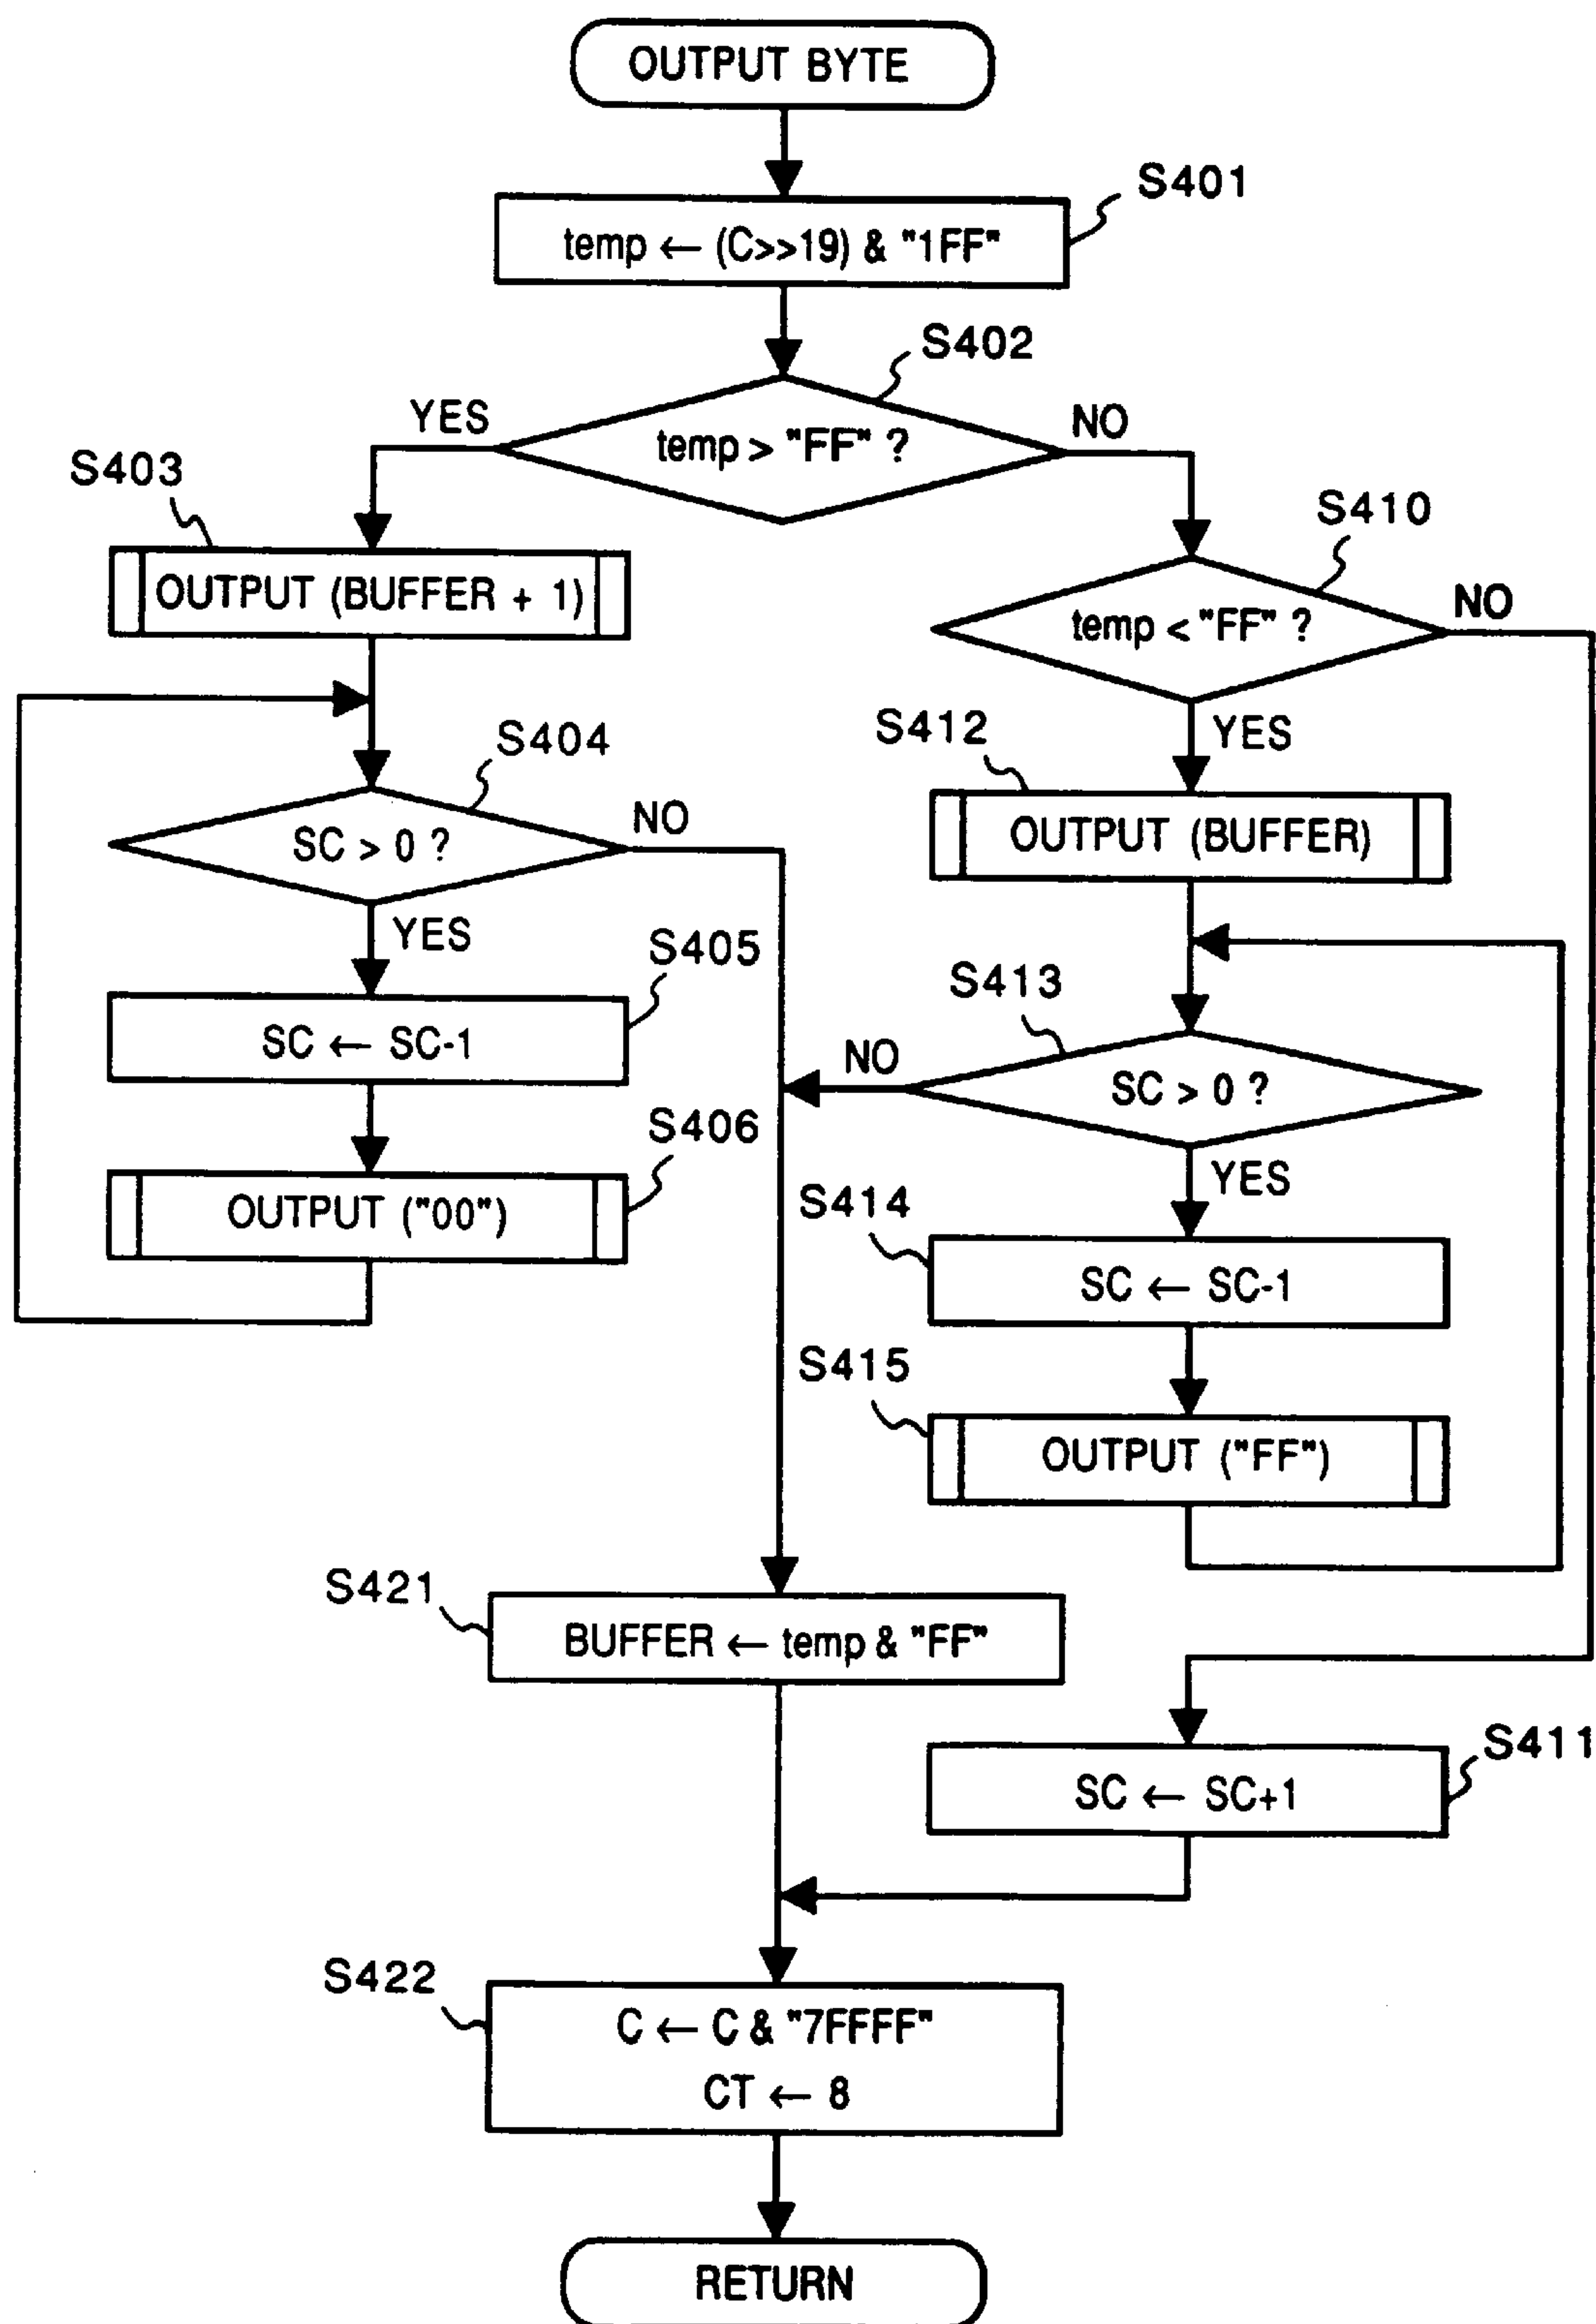 OUTPUT BYTE
S401
temp ← (C>>19) & "1FF"
S402
temp > "FF" ?
YES
NO
S403
OUTPUT (BUFFER + 1)
S410
temp < "FF" ?
NO
YES
S404
SC > 0 ?
NO
YES
S412
OUTPUT (BUFFER)
S405
SC ← SC-1
S413
SC > 0 ?
NO
YES
S406
OUTPUT ("00")
S414
SC ← SC-1
S415
OUTPUT ("FF")
S421
BUFFER ← temp & "FF"
S411
SC ← SC+1
S422
C ← C & "7FFFF"
CT ← 8
RETURN